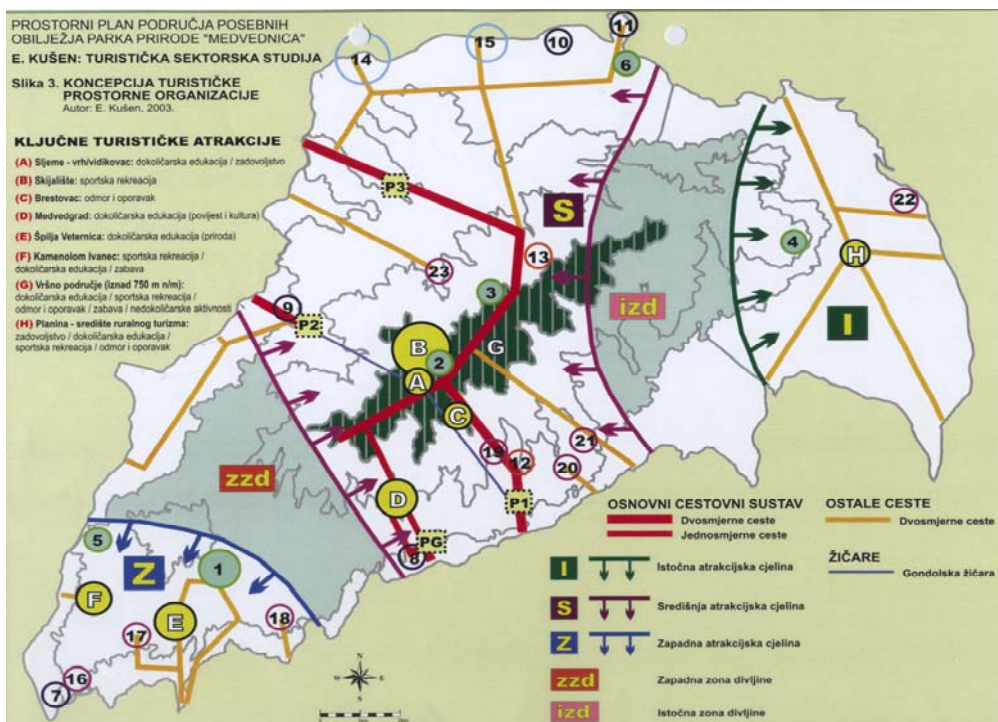 PROSTORNI PLAN PODRUČJA POSEBNIH
OBILJEŽJA PARKA PRIRODE "MEDVEDNICA"
E. KUŠEN: TURISTIČKA SEKTORSKA STUDIJA
Slika 3. KONCEPCIJA TURISTIČKE
PROSTORNE ORGANIZACIJE
Autor: E. Kušen, 2003.
KLJUČNE TURISTIČKE ATRAKCIJE
(A) Sljeme - vrh/vidikovac: dokoličarska edukacija / zadovoljstvo
(B) Skijalište: sportska rekreacija
(C) Brestovac: odmor i oporavak
(D) Medvedgrad: dokoličarska edukacija (povijest i kultura)
(E) Špilja Veternica: dokoličarska edukacija (priroda)
(F) Kamenolom Ivanec: sportska rekreacija /
dokoličarska edukacija / zabava
(G) Vršno područje (iznad 750 m n/m):
dokoličarska edukacija / sportska rekreacija /
odmor i oporavak / zabava / nedokoličarske aktivnosti
(H) Planina - središte ruralnog turizma:
zadovoljstvo / dokoličarska edukacija /
sportska rekreacija / odmor i oporavak
14
15
10
11
6
P3
S
22
4
H
13
23
3
izd
I
9
P2
B
2
G
A
C
21
19
12
20
zzd
D
P1
PG
8
5
Z
1
F
E
18
17
16
7
N
W
E
S
OSNOVNI CESTOVNI SUSTAV
Dvosmjerne ceste
Jednosmjerne ceste
OSTALE CESTE
Dvosmjerne ceste
ŽIČARE
Gondolska žičara
I Istočna atrakcijska cjelina
S Središnja atrakcijska cjelina
Z Zapadna atrakcijska cjelina
zzd Zapadna zona divljine
izd Istočna zona divljine